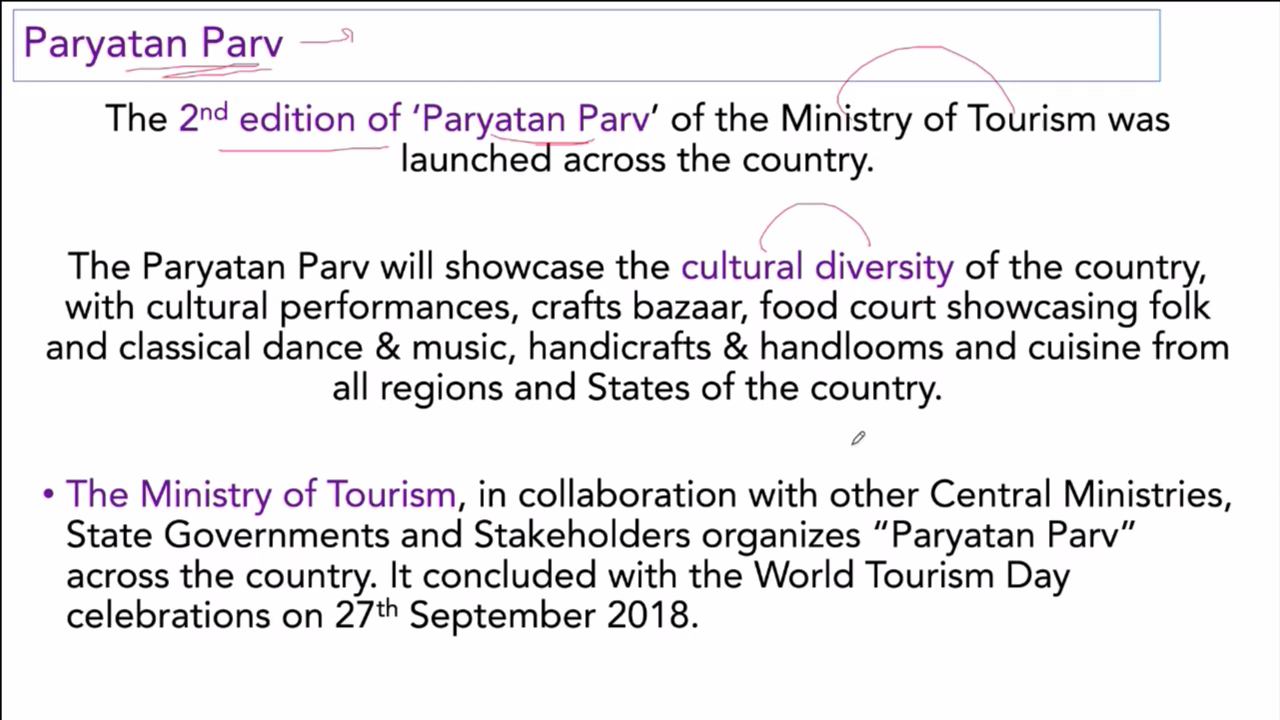 Paryatan Parv
The 2nd edition of ‘Paryatan Parv’ of the Ministry of Tourism was
launched across the country.
The Paryatan Parv will showcase the cultural diversity of the country,
with cultural performances, crafts bazaar, food court showcasing folk
and classical dance & music, handicrafts & handlooms and cuisine from
all regions and States of the country.
• The Ministry of Tourism, in collaboration with other Central Ministries,
State Governments and Stakeholders organizes “Paryatan Parv”
across the country. It concluded with the World Tourism Day
celebrations on 27th September 2018.